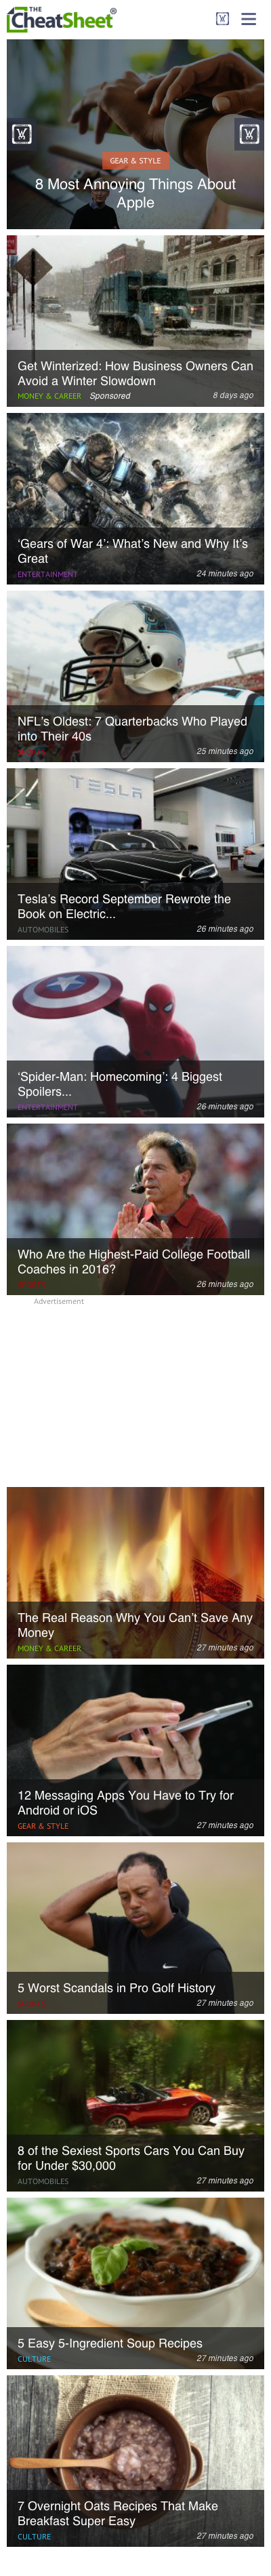 THE
CheatSheet®
GEAR & STYLE
8 Most Annoying Things About
Apple
Get Winterized: How Business Owners Can
Avoid a Winter Slowdown
MONEY & CAREER Sponsored 8 days ago
‘Gears of War 4’: What’s New and Why It’s
Great
ENTERTAINMENT 24 minutes ago
NFL’s Oldest: 7 Quarterbacks Who Played
into Their 40s
25 minutes ago
TESLA
Tesla’s Record September Rewrote the
Book on Electric...
AUTOMOBILES 26 minutes ago
‘Spider-Man: Homecoming’: 4 Biggest
Spoilers...
ENTERTAINMENT 26 minutes ago
Who Are the Highest-Paid College Football
Coaches in 2016?
26 minutes ago
Advertisement
The Real Reason Why You Can’t Save Any
Money
MONEY & CAREER 27 minutes ago
12 Messaging Apps You Have to Try for
Android or iOS
GEAR & STYLE 27 minutes ago
5 Worst Scandals in Pro Golf History
27 minutes ago
8 of the Sexiest Sports Cars You Can Buy
for Under $30,000
AUTOMOBILES 27 minutes ago
5 Easy 5-Ingredient Soup Recipes
CULTURE 27 minutes ago
7 Overnight Oats Recipes That Make
Breakfast Super Easy
CULTURE 27 minutes ago